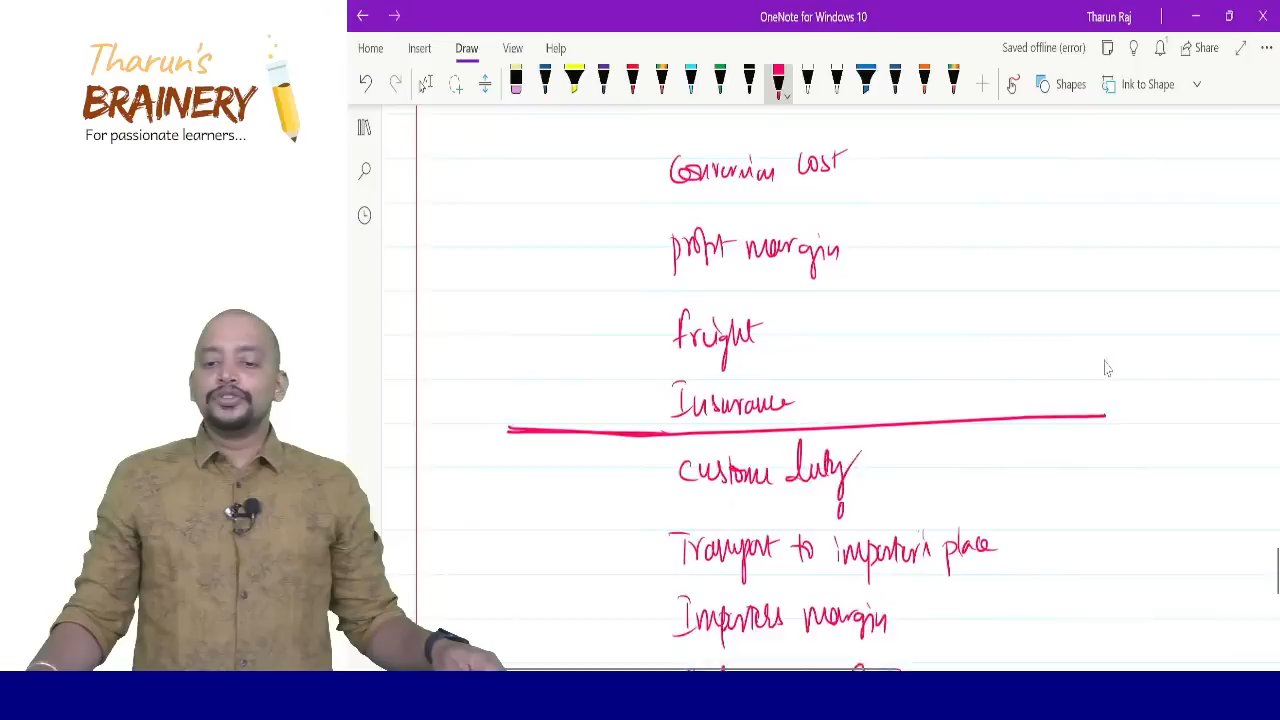 Tharun's
BRAINERY
For passionate learners...
OneNote for Windows 10
Tharun Raj
Home Insert Draw View Help
Saved offline (error)
Share
Shapes
Ink to Shape
Conversion cost
profit margin
freight
Insurance
custom duty
Transport to importer's place
Importers margin